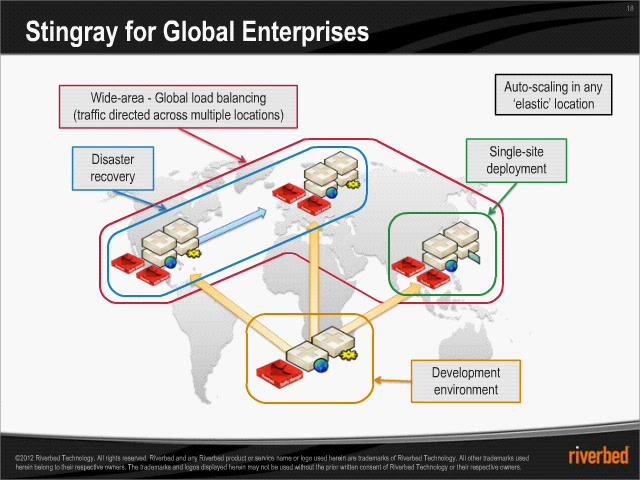 18
Stingray for Global Enterprises
Wide-area - Global load balancing
(traffic directed across multiple locations)
Auto-scaling in any
‘elastic’ location
Disaster
recovery
Single-site
deployment
Development
environment
©2012 Riverbed Technology. All rights reserved. Riverbed and any Riverbed product or service name or logo used herein are trademarks of Riverbed Technology. All other trademarks used
herein belong to their respective owners. The trademarks and logos displayed herein may not be used without the prior written consent of Riverbed Technology or their respective owners.
riverbed